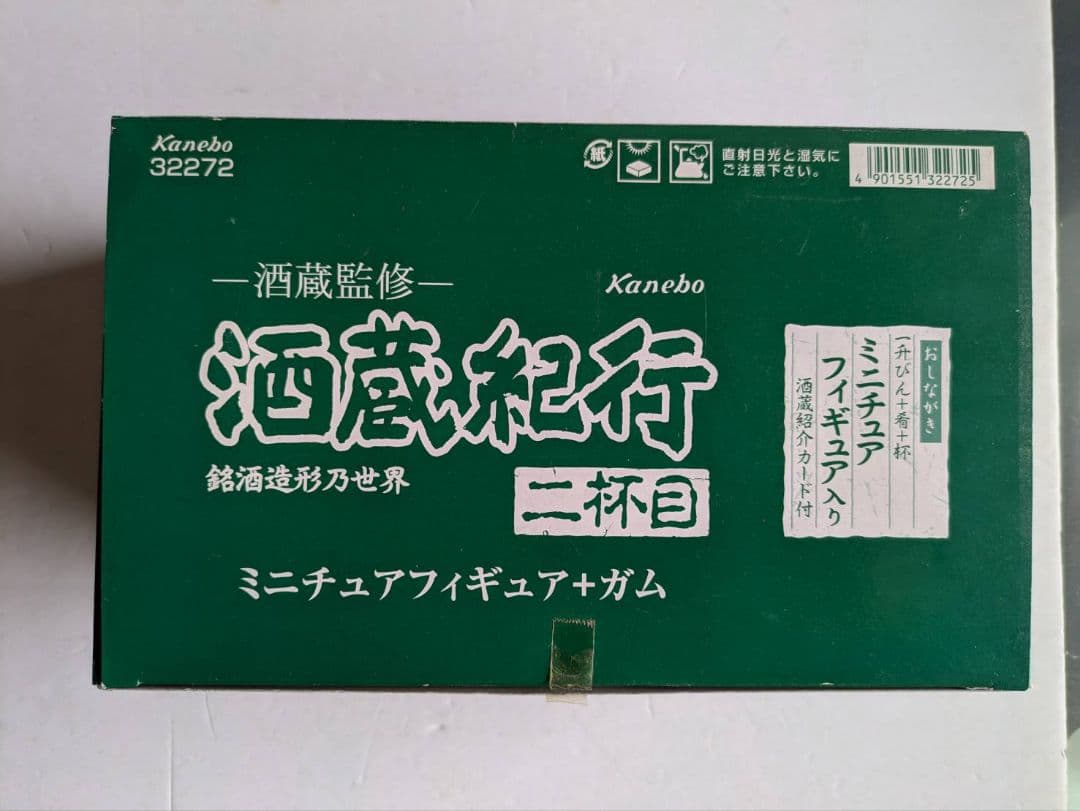 Kanebo
32272
紙
直射日光と湿気に
ご注意下さい。
4 901551 322725
―酒蔵監修―
Kanebo
酒蔵紀行
銘酒造形乃世界
二杯目
ミニチュアフィギュア+ガム
おしながき
一升びん+肴+杯
ミニチュア
フィギュア入り
酒蔵紹介カード付